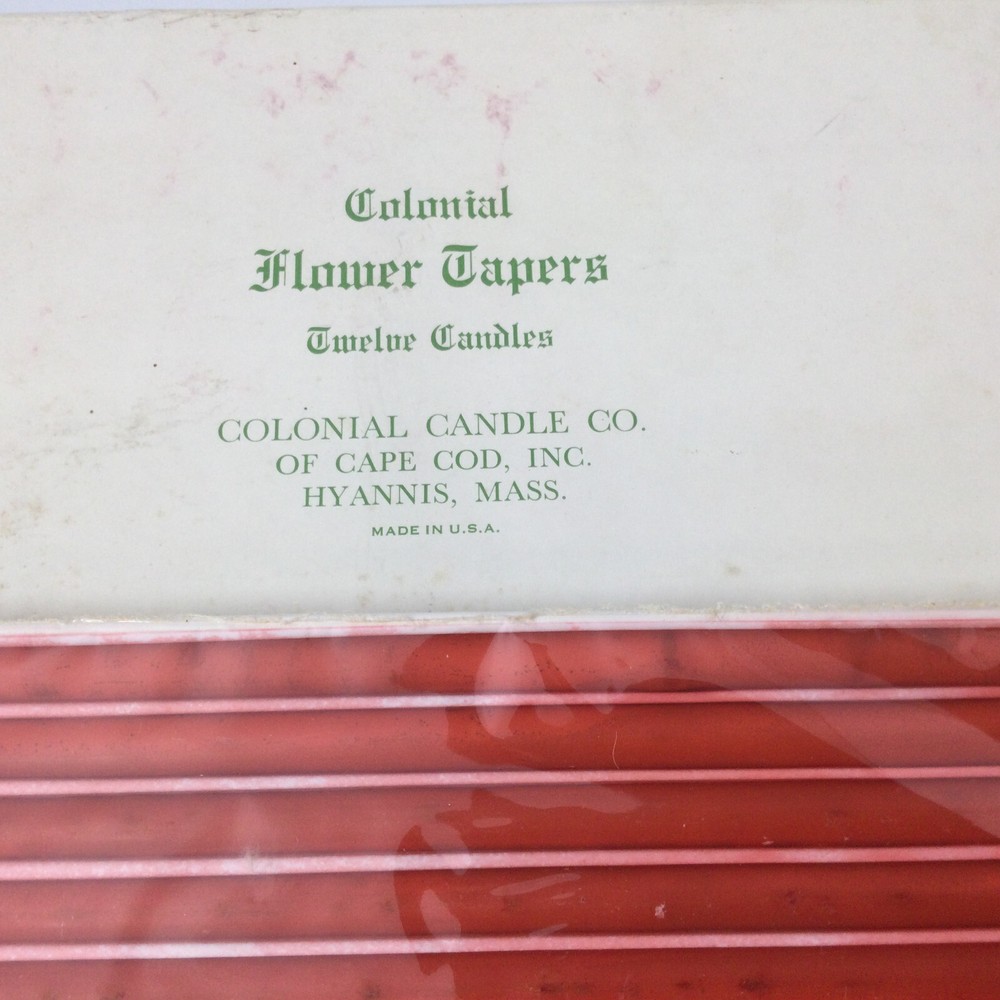 Colonial
Flower Tapers
Twelve Candles
COLONIAL CANDLE CO.
OF CAPE COD, INC.
HYANNIS, MASS.
MADE IN U.S.A.